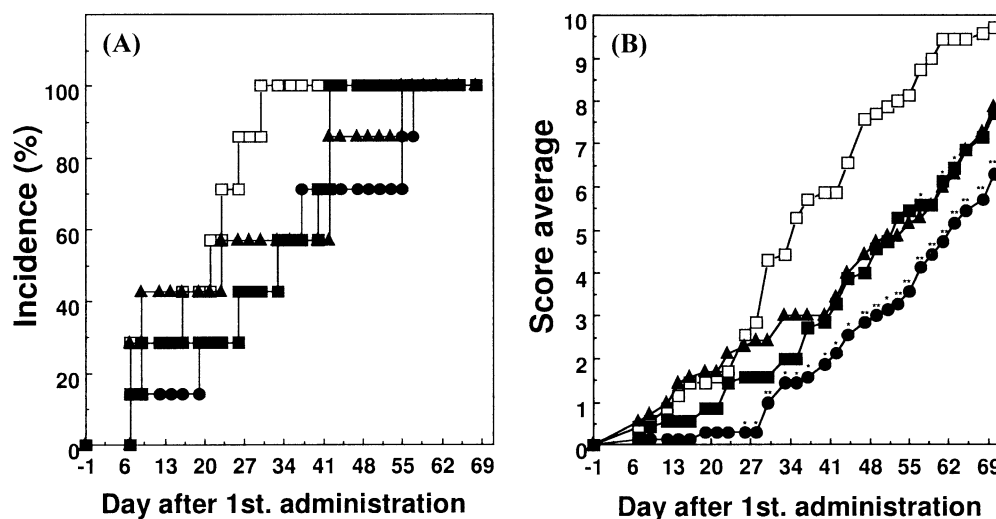 (A)
Incidence (%)
100
80
60
40
20
0
-1 6 13 20 27 34 41 48 55 62 69
Day after 1st. administration
(B)
Score average
10
9
8
7
6
5
4
3
2
1
0
-1 6 13 20 27 34 41 48 55 62 69
Day after 1st. administration